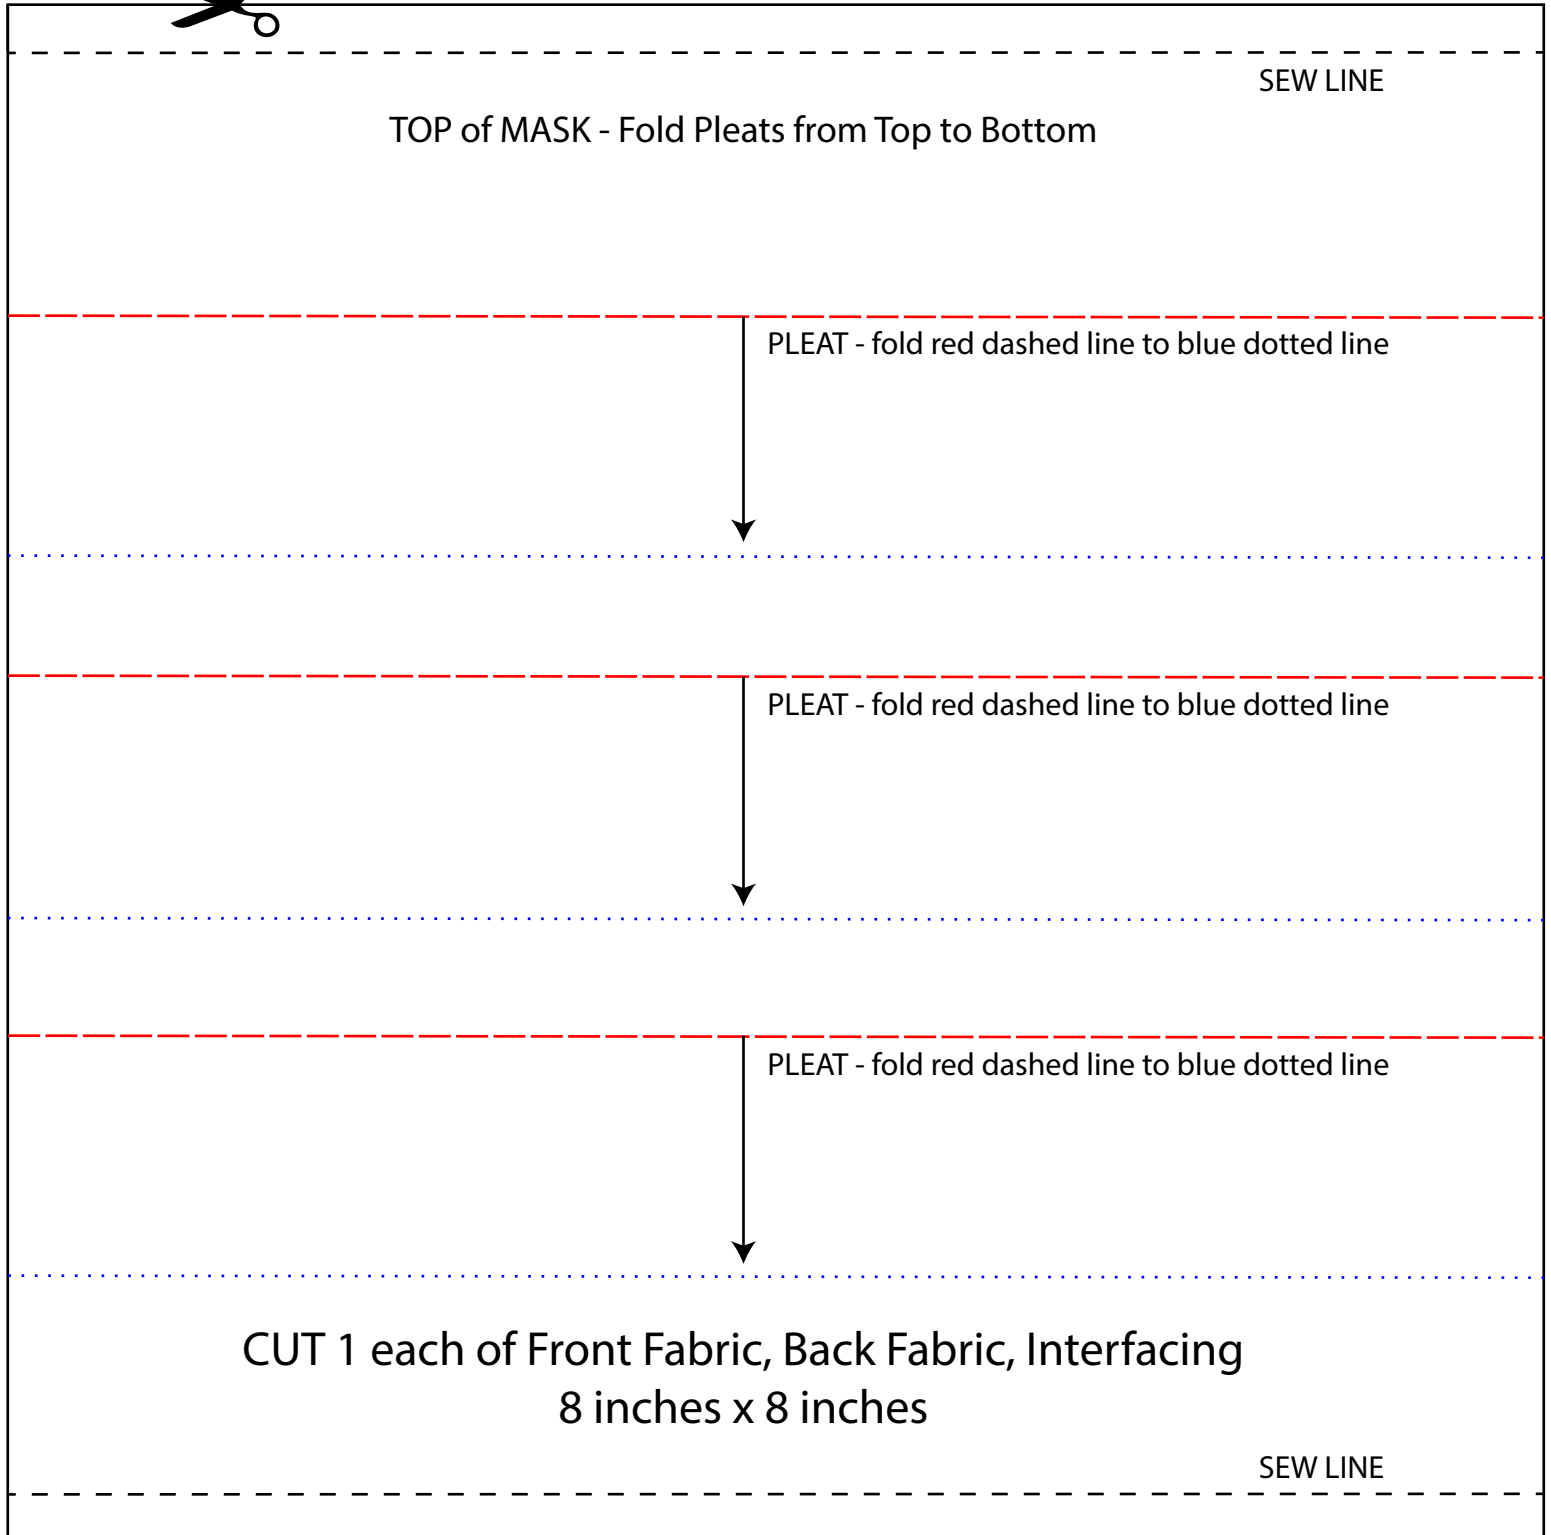 SEW LINE
TOP of MASK - Fold Pleats from Top to Bottom
PLEAT - fold red dashed line to blue dotted line
PLEAT - fold red dashed line to blue dotted line
PLEAT - fold red dashed line to blue dotted line
CUT 1 each of Front Fabric, Back Fabric, Interfacing
8 inches x 8 inches
SEW LINE